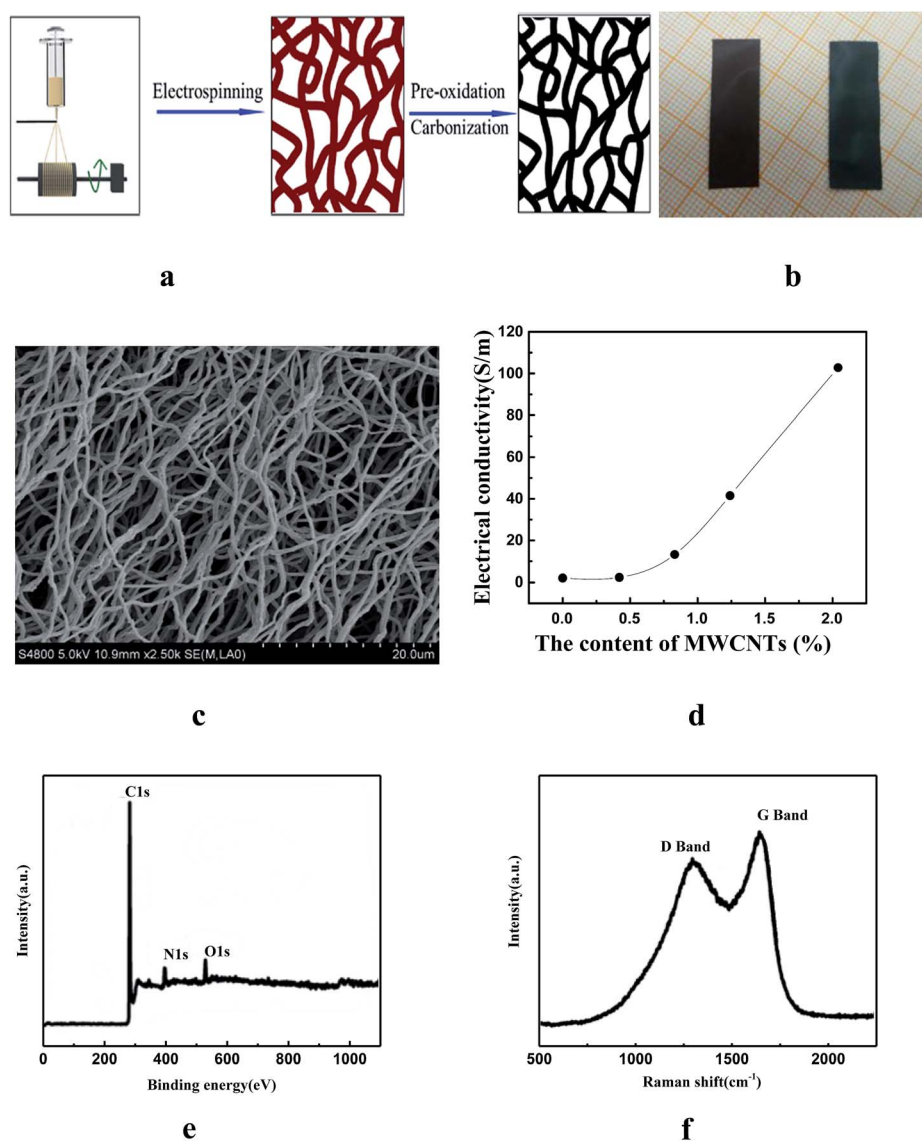 Electrospinning
Pre-oxidation
Carbonization
a
b
S4800 5.0kV 10.9mm x2.50k SE(M,LA0)
20.0um
c
120
100
80
60
40
20
0
Electrical conductivity(S/m)
0.0
0.5
1.0
1.5
2.0
The content of MWCNTs (%)
d
C1s
N1s
O1s
Intensity(a.u.)
0
200
400
600
800
1000
Binding energy(eV)
e
D Band
G Band
Intensity(a.u.)
500
1000
1500
2000
Raman shift(cm⁻¹)
f